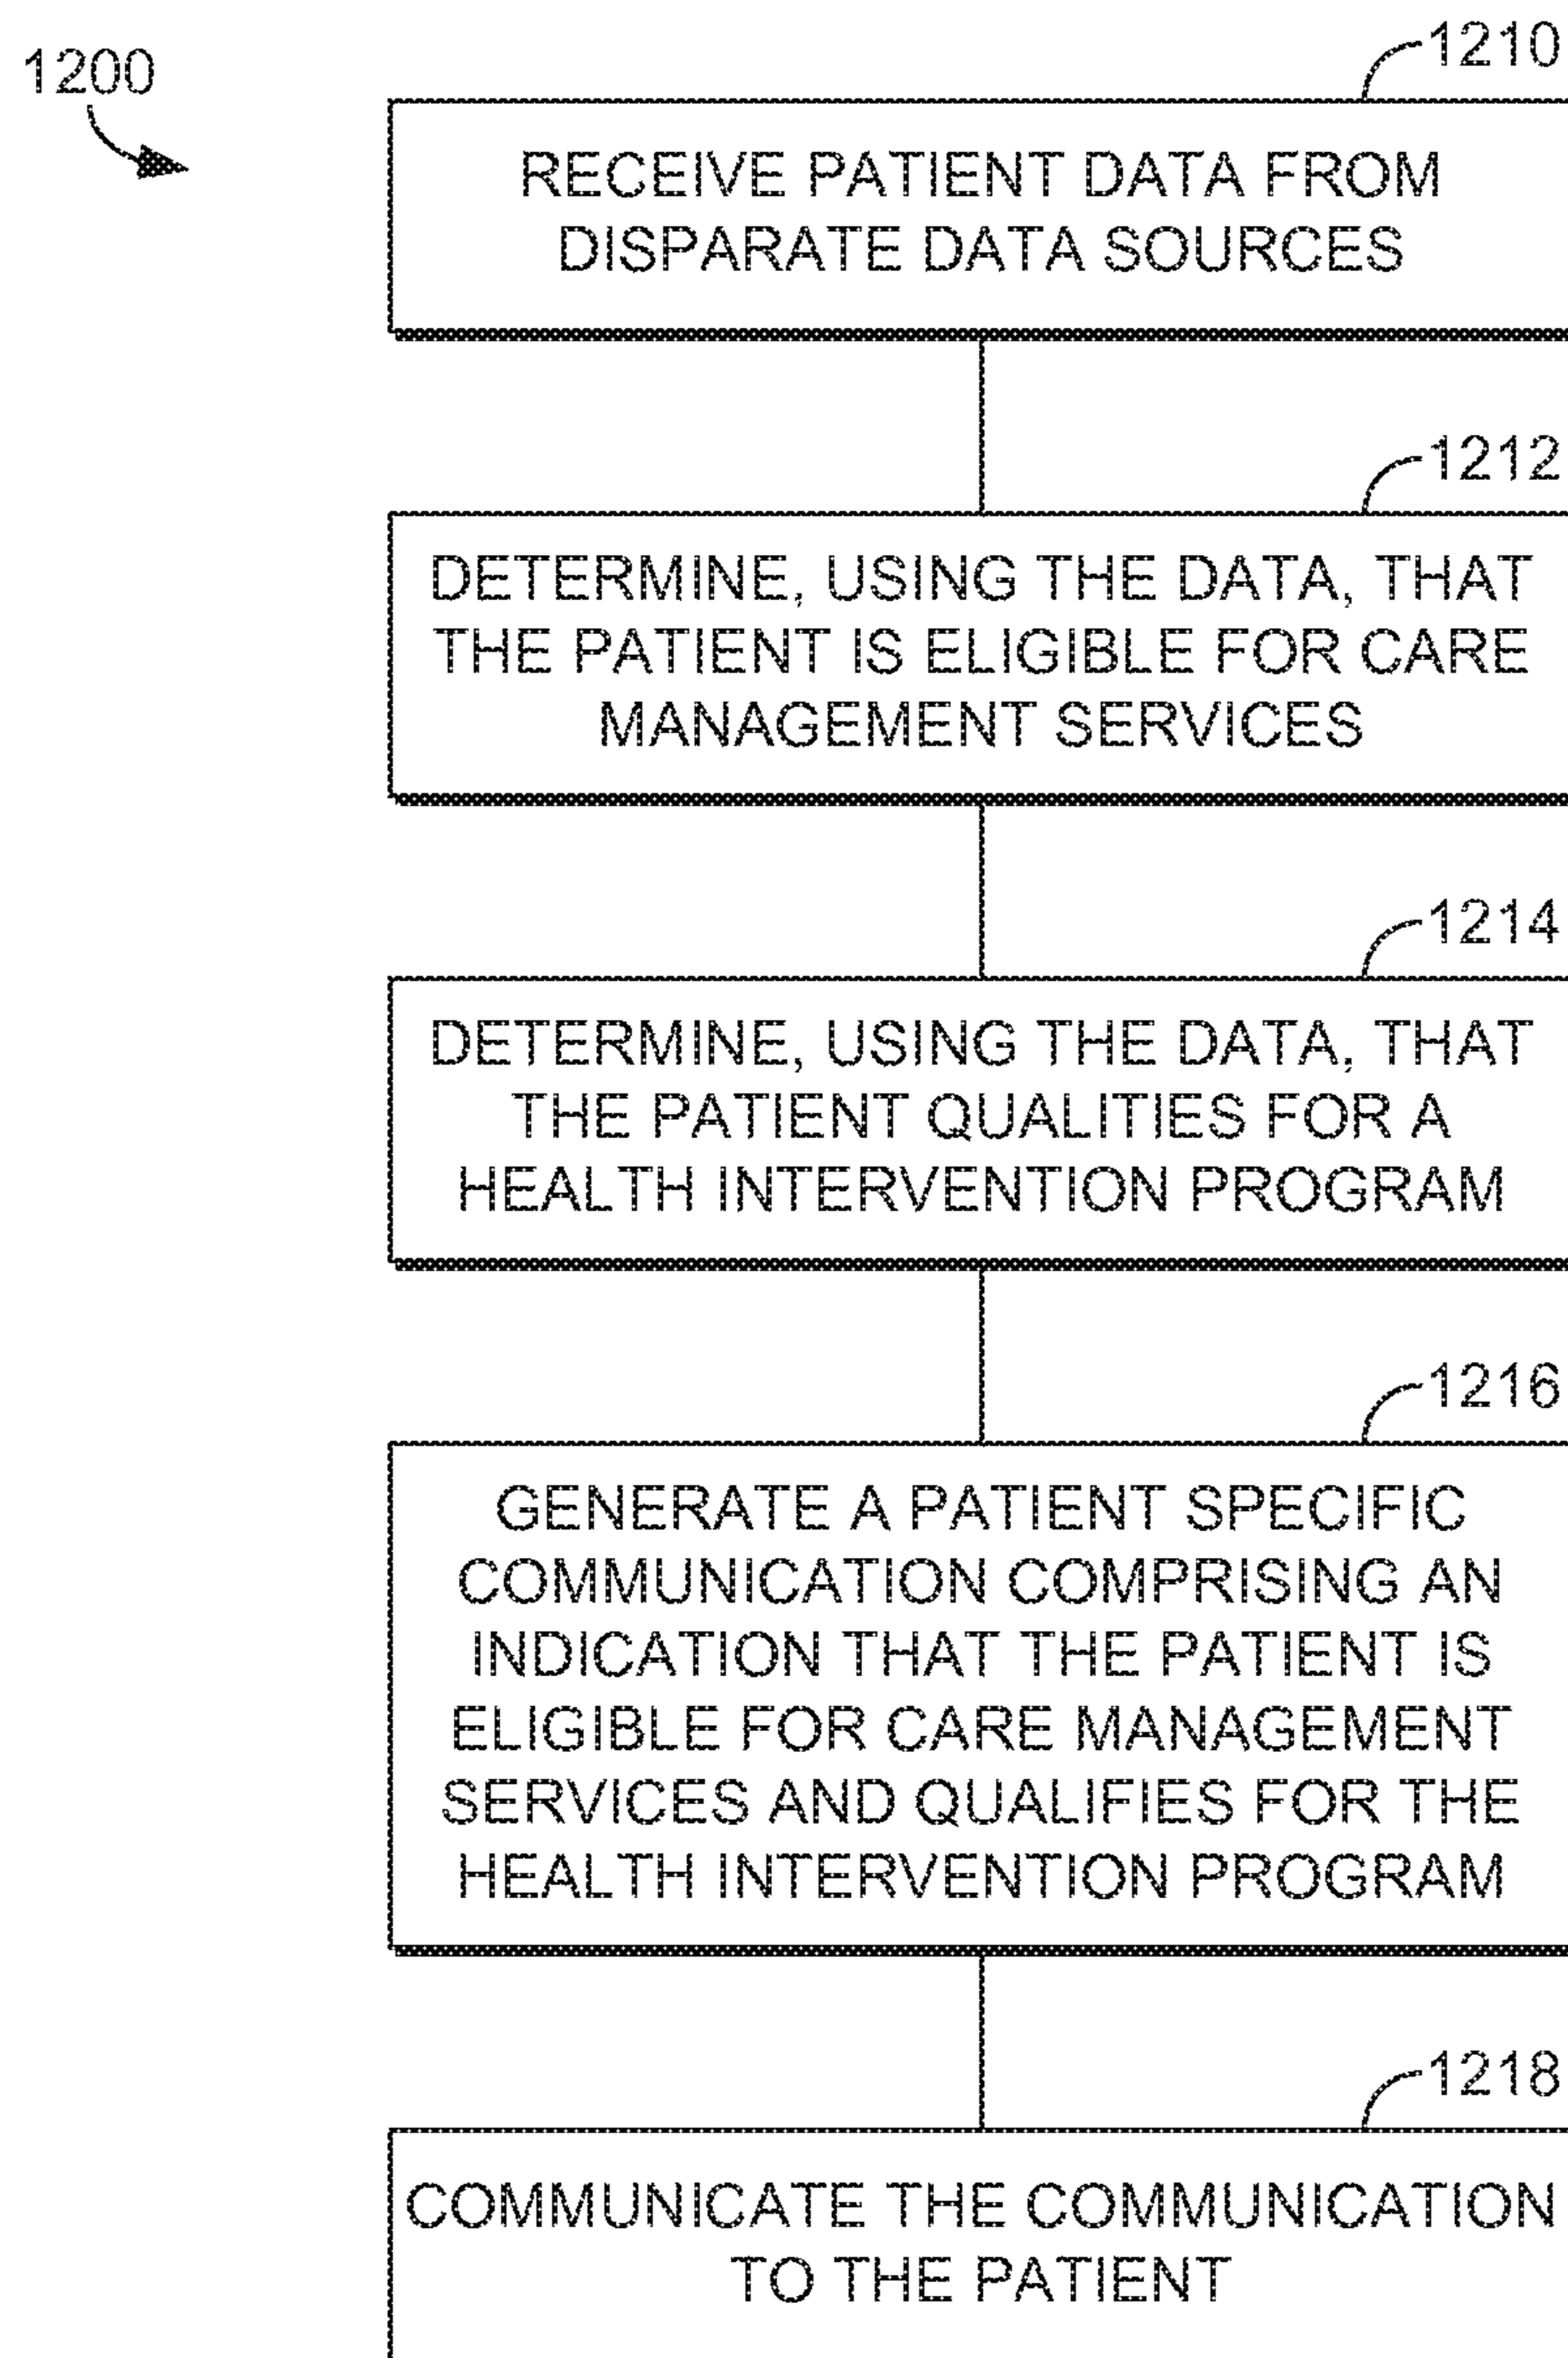 1200
1210
RECEIVE PATIENT DATA FROM
DISPARATE DATA SOURCES
1212
DETERMINE, USING THE DATA, THAT
THE PATIENT IS ELIGIBLE FOR CARE
MANAGEMENT SERVICES
1214
DETERMINE, USING THE DATA, THAT
THE PATIENT QUALITIES FOR A
HEALTH INTERVENTION PROGRAM
1216
GENERATE A PATIENT SPECIFIC
COMMUNICATION COMPRISING AN
INDICATION THAT THE PATIENT IS
ELIGIBLE FOR CARE MANAGEMENT
SERVICES AND QUALIFIES FOR THE
HEALTH INTERVENTION PROGRAM
1218
COMMUNICATE THE COMMUNICATION
TO THE PATIENT